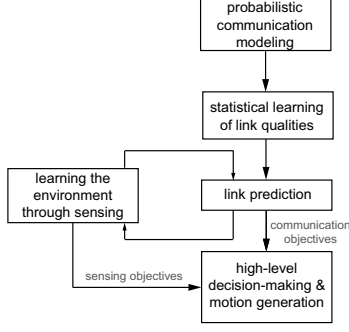 probabilistic
communication
modeling
statistical learning
of link qualities
learning the
environment
through sensing
link prediction
communication
objectives
sensing objectives
high-level
decision-making &
motion generation